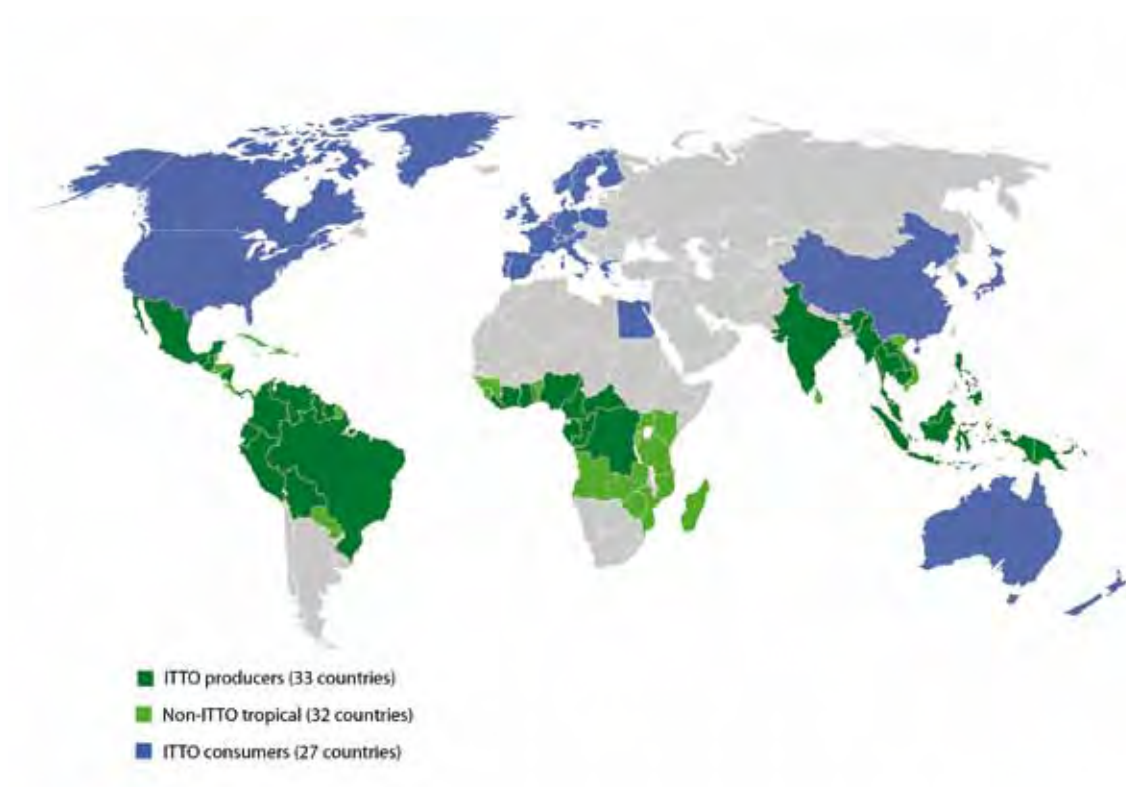 ITTO producers (33 countries)
Non-ITTO tropical (32 countries)
ITTO consumers (27 countries)